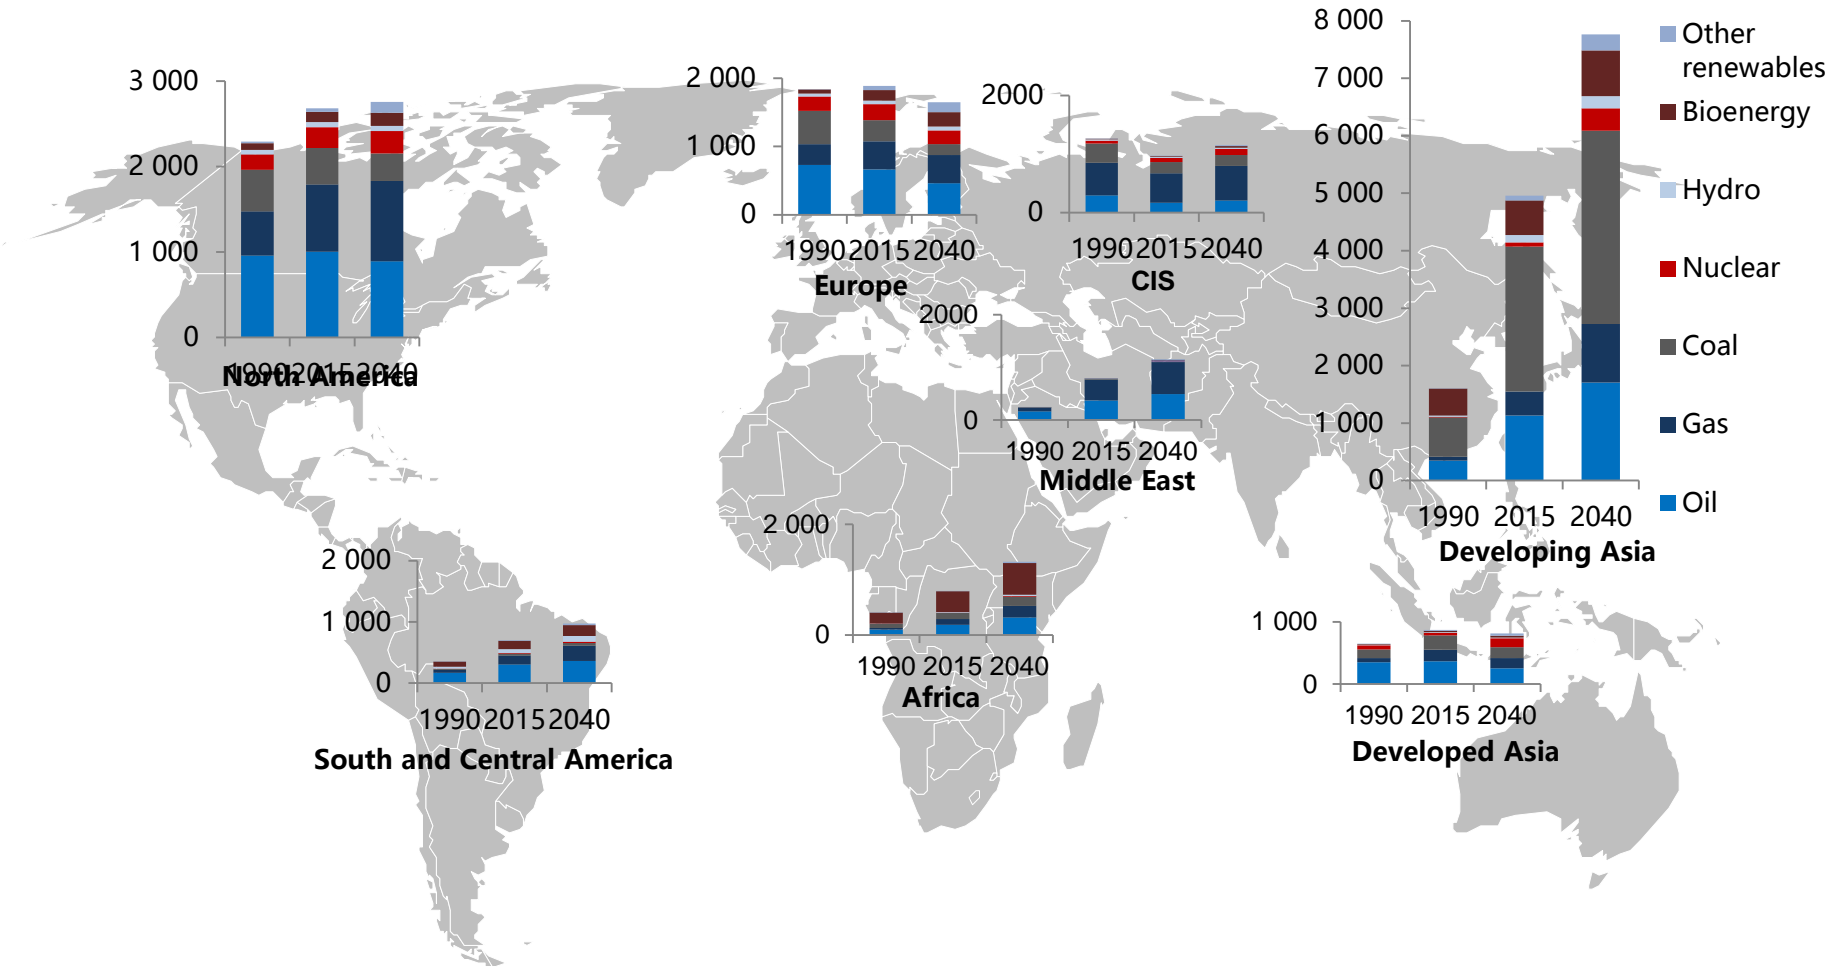 3 000
2 000
1 000
0
1990 2015 2040
North America
2 000
1 000
0
1990 2015 2040
Europe
2000
0
1990 2015 2040
CIS
8 000
7 000
6 000
5 000
4 000
3 000
2 000
1 000
0
1990 2015 2040
Developing Asia
Other
renewables
Bioenergy
Hydro
Nuclear
Coal
Gas
Oil
2000
0
1990 2015 2040
Middle East
2 000
0
1990 2015 2040
Africa
2 000
1 000
0
1990 2015 2040
South and Central America
1 000
0
1990 2015 2040
Developed Asia